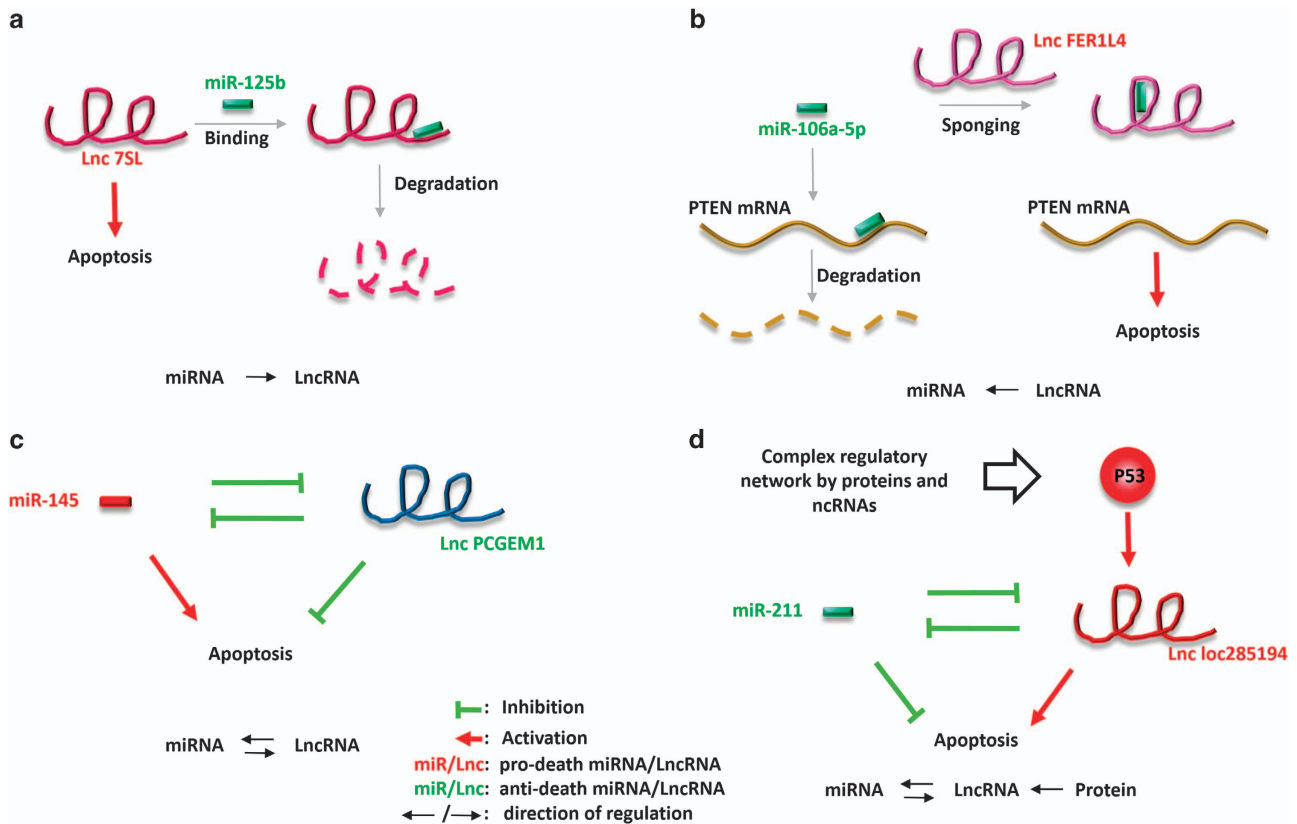 a
miR-125b
Binding
Lnc 7SL
Degradation
Apoptosis
miRNA → LncRNA
b
Lnc FER1L4
miR-106a-5p
Sponging
PTEN mRNA
PTEN mRNA
Degradation
Apoptosis
miRNA ← LncRNA
c
miR-145
Lnc PCGEM1
Apoptosis
miRNA LncRNA
: Inhibition
: Activation
miR/Lnc: pro-death miRNA/LncRNA
miR/Lnc: anti-death miRNA/LncRNA
← /→: direction of regulation
d
Complex regulatory
network by proteins and
ncRNAs
P53
miR-211
Lnc loc285194
Apoptosis
miRNA LncRNA ← Protein